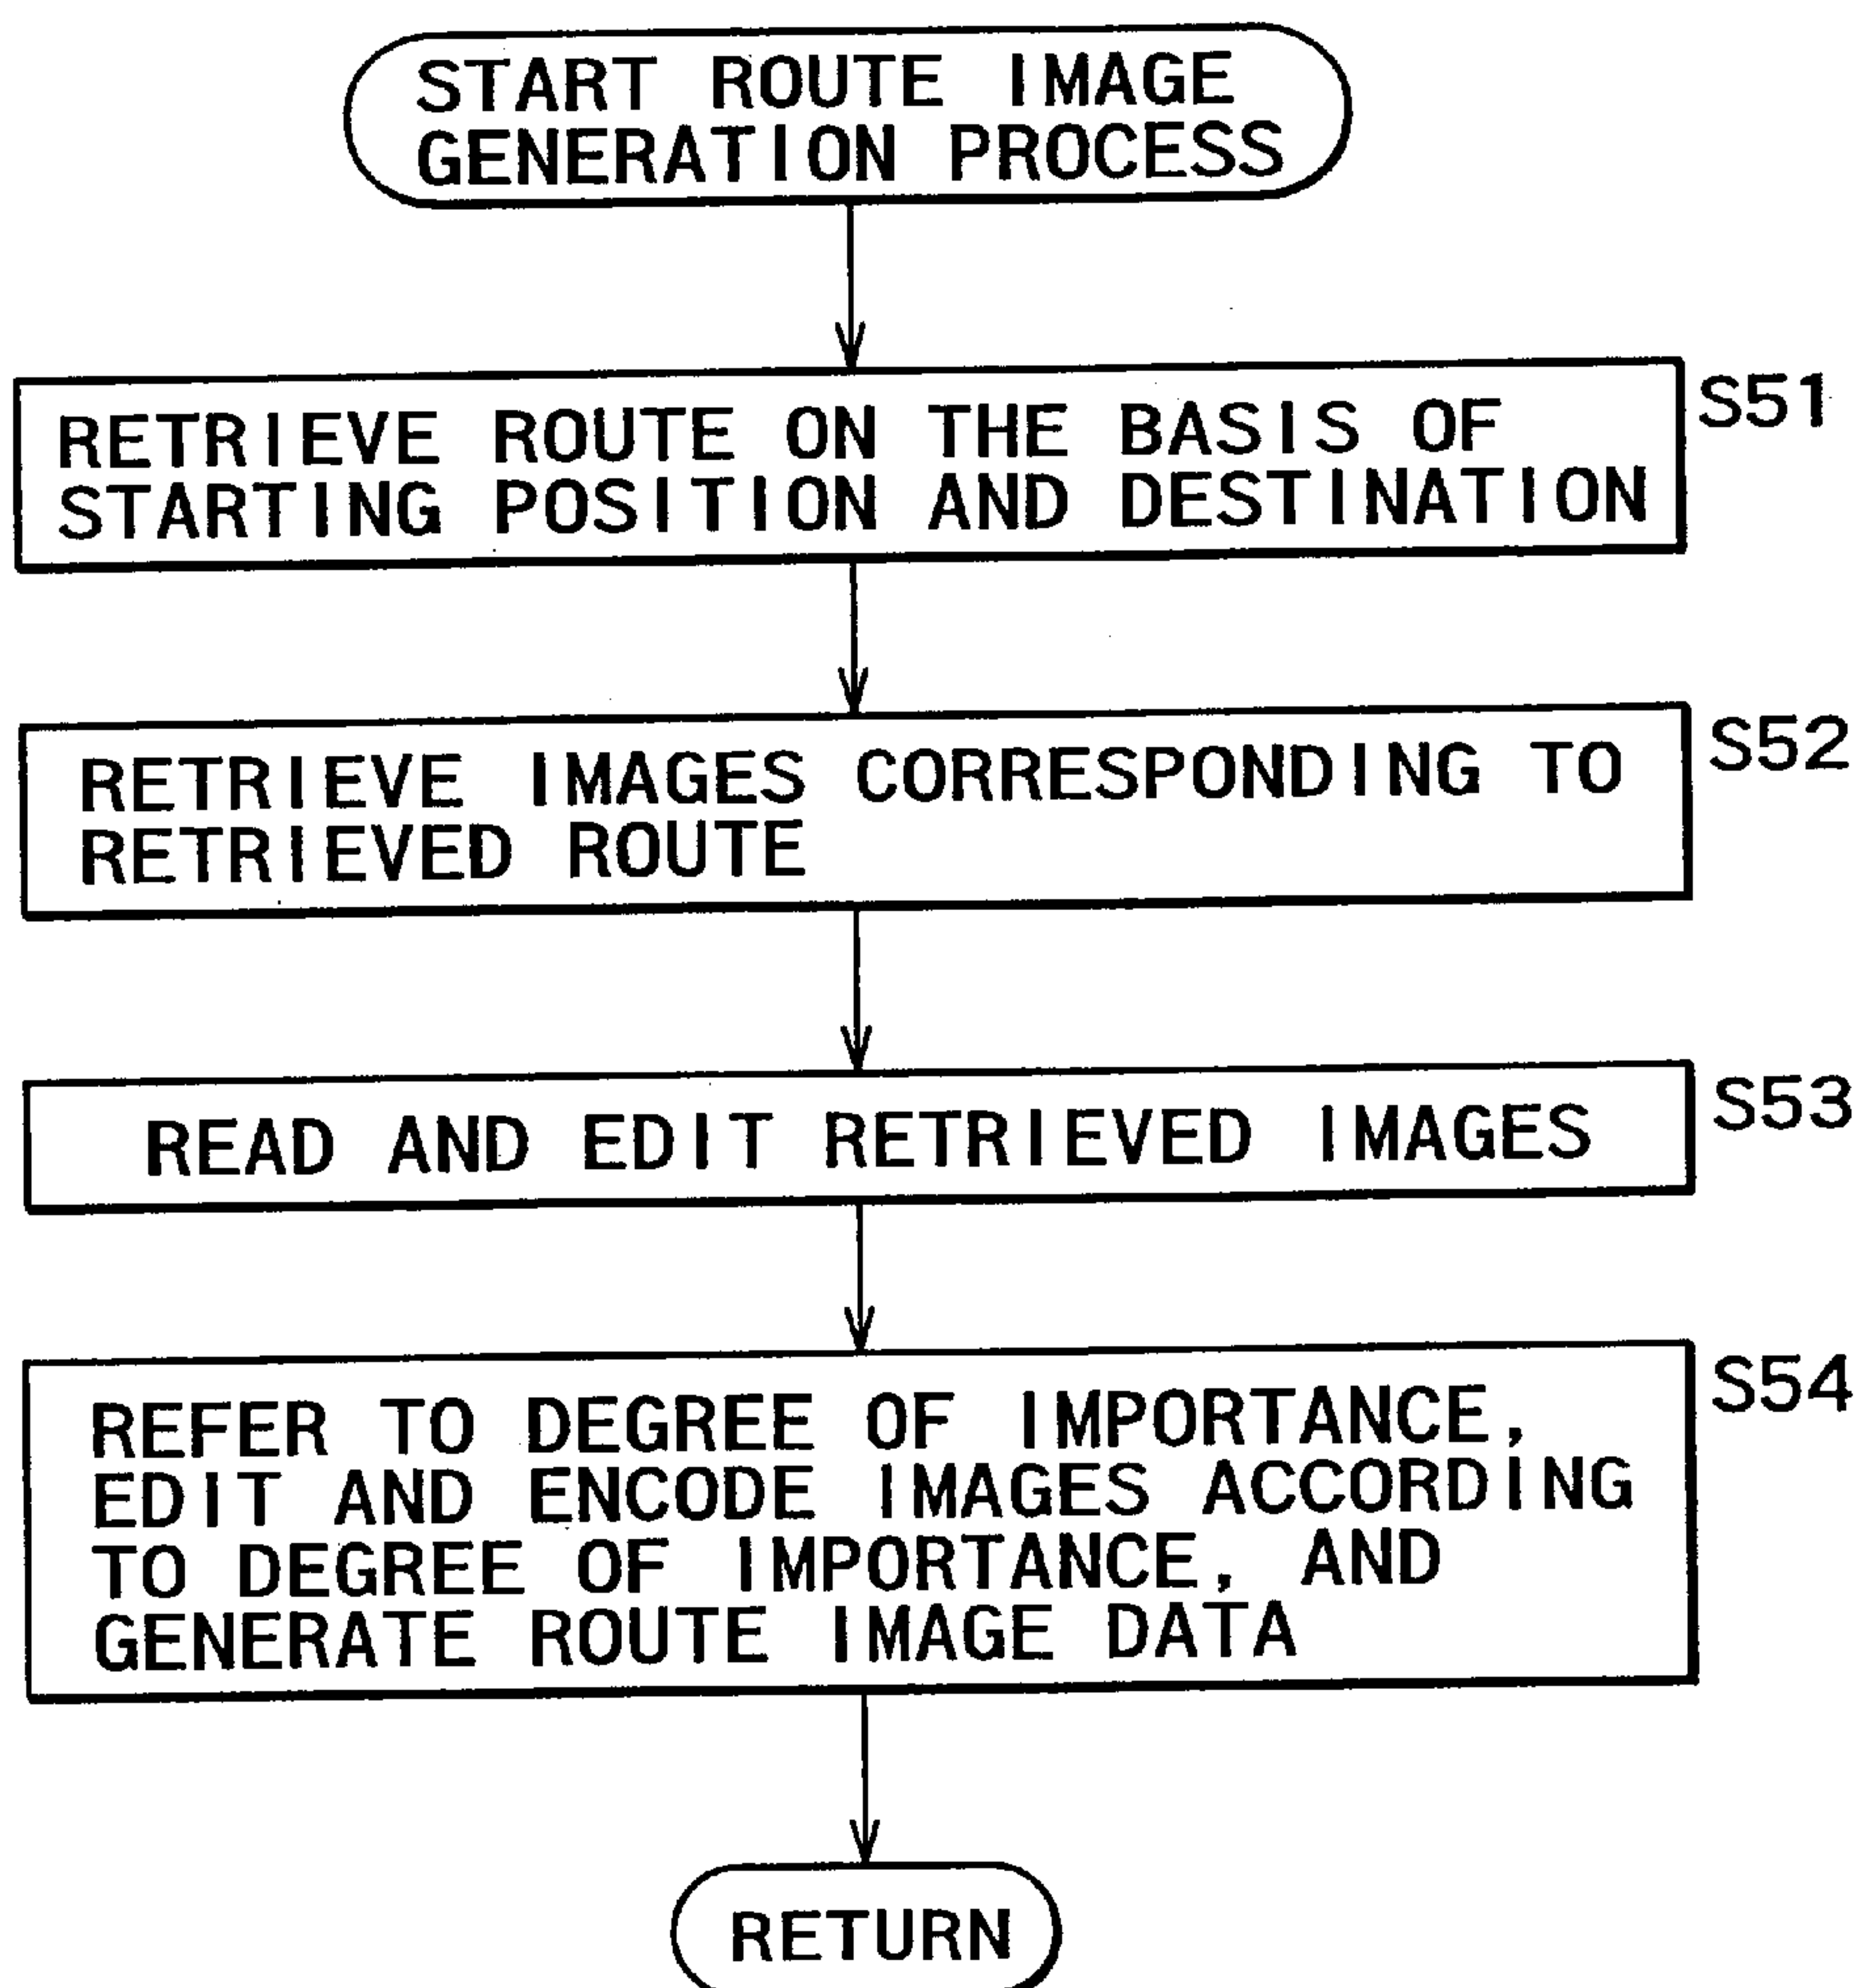 START ROUTE IMAGE
GENERATION PROCESS
RETRIEVE ROUTE ON THE BASIS OF
STARTING POSITION AND DESTINATION
S51
RETRIEVE IMAGES CORRESPONDING TO
RETRIEVED ROUTE
S52
READ AND EDIT RETRIEVED IMAGES
S53
REFER TO DEGREE OF IMPORTANCE,
EDIT AND ENCODE IMAGES ACCORDING
TO DEGREE OF IMPORTANCE, AND
GENERATE ROUTE IMAGE DATA
S54
RETURN